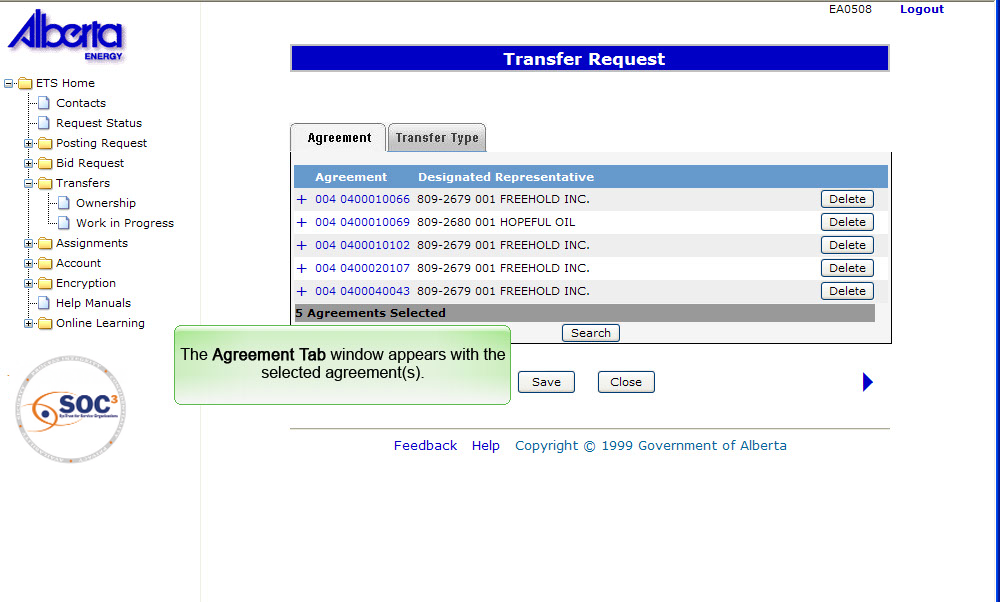 EA0508 Logout
Alberta
ENERGY
Transfer Request
ETS Home
Contacts
Request Status
Posting Request
Bid Request
Transfers
Ownership
Work in Progress
Assignments
Account
Encryption
Help Manuals
Online Learning
SOC3
Agreement Transfer Type
Agreement Designated Representative
+ 004 0400010066 809-2679 001 FREEHOLD INC. Delete
+ 004 0400010069 809-2680 001 HOPEFUL OIL Delete
+ 004 0400010102 809-2679 001 FREEHOLD INC. Delete
+ 004 0400020107 809-2679 001 FREEHOLD INC. Delete
+ 004 0400040043 809-2679 001 FREEHOLD INC. Delete
5 Agreements Selected
Search
The Agreement Tab window appears with the
selected agreement(s).
Save Close
Feedback Help Copyright © 1999 Government of Alberta